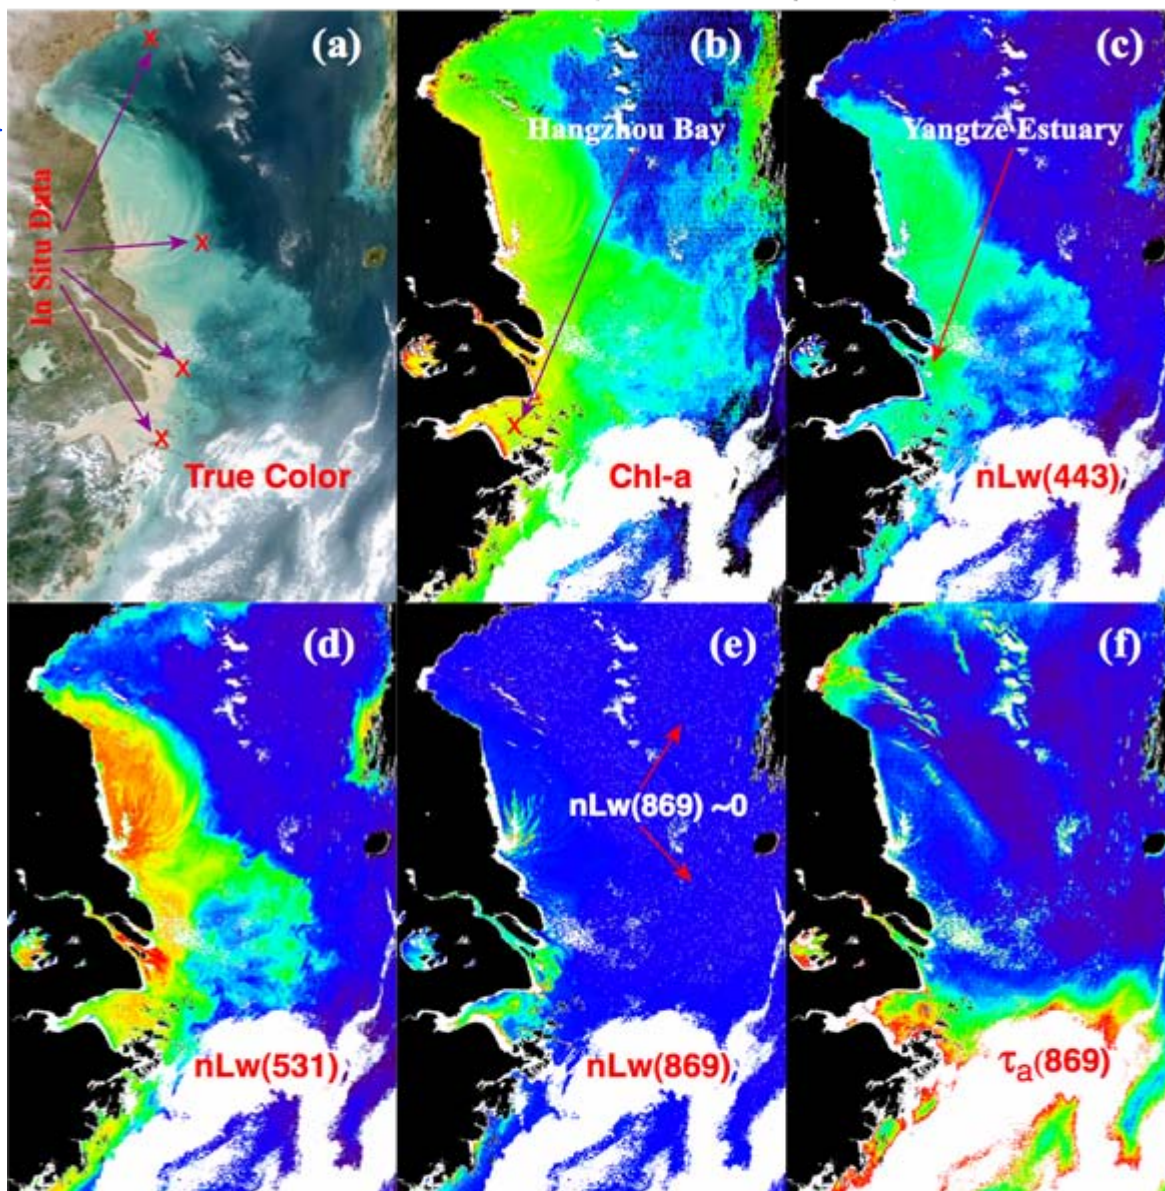 (a)
(b)
(c)
X
Hangzhou Bay
Yangtze Estuary
In Situ Data
X
X
X
X
True Color
Chl-a
nLw(443)
(d)
(e)
(f)
nLw(869) ~0
nLw(531)
nLw(869)
τa(869)